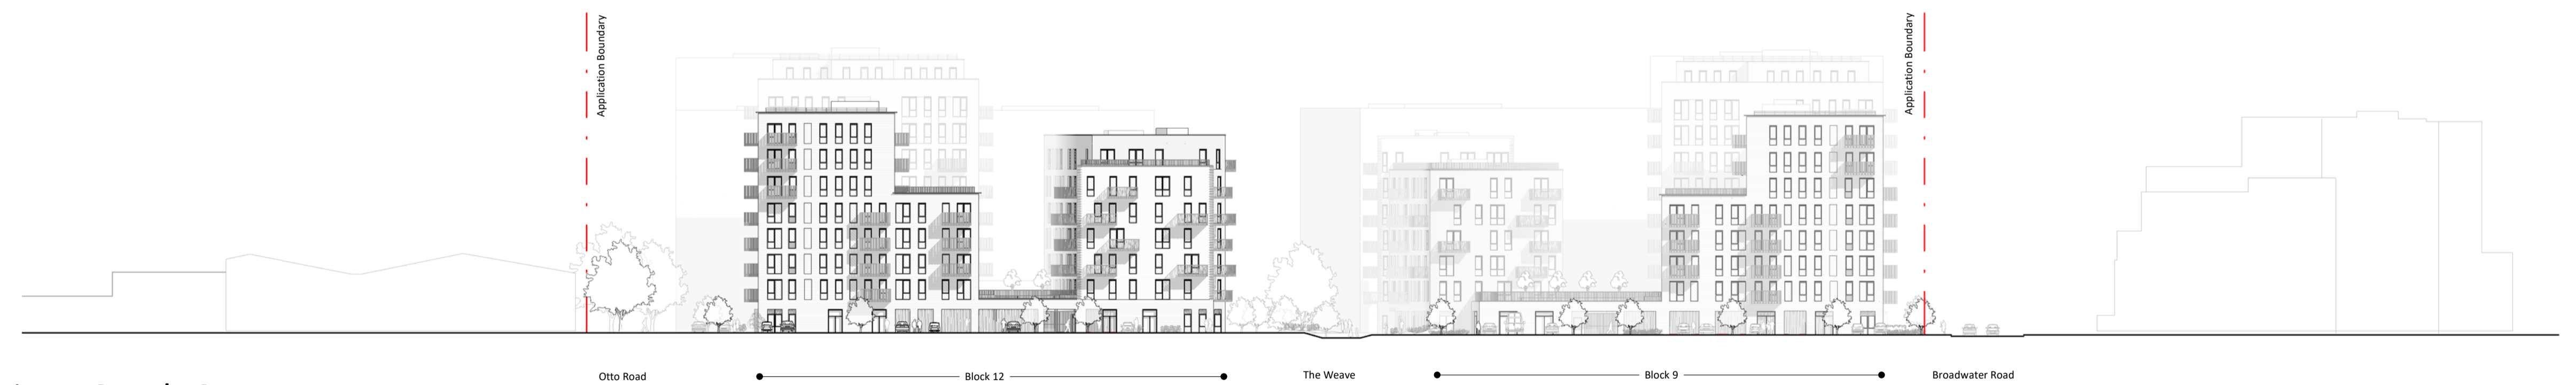 Application Boundary
Application Boundary
Otto Road
Block 12
The Weave
Block 9
Broadwater Road